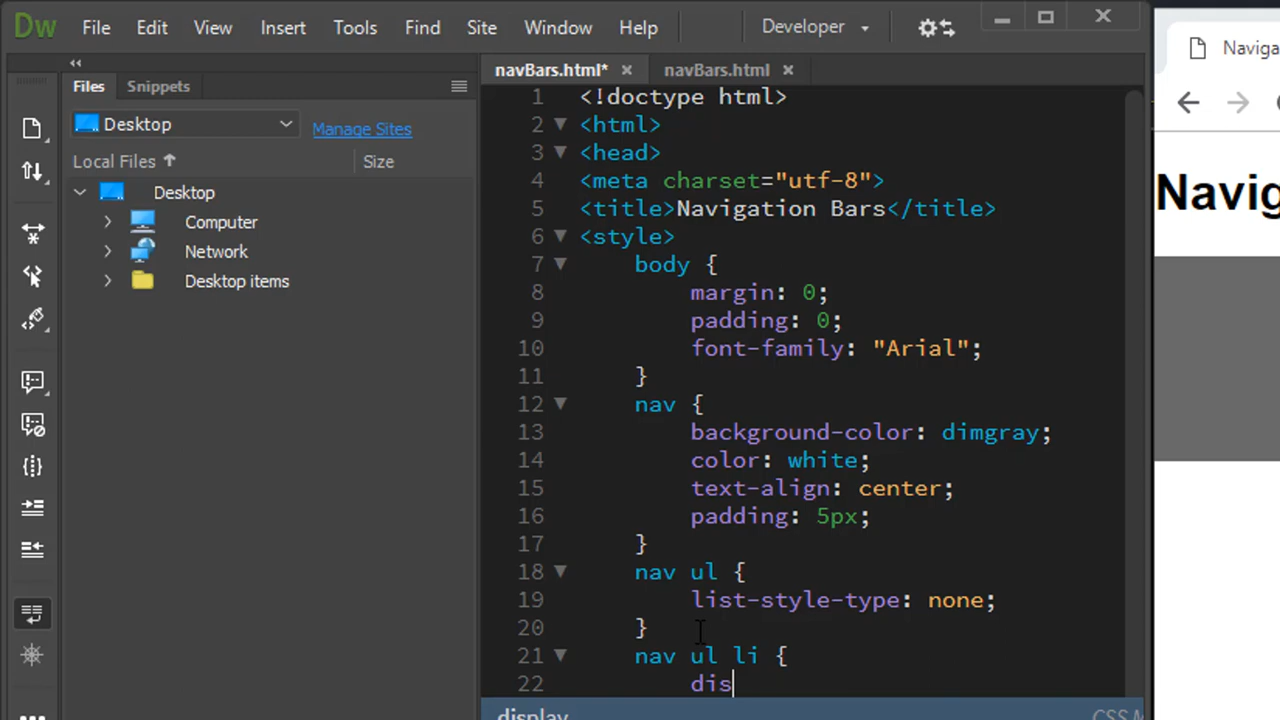 Dw File Edit View Insert Tools Find Site Window Help Developer
Files Snippets
Desktop Manage Sites
Local Files Size
Desktop
Computer
Network
Desktop items
navBars.html* navBars.html
1 <!doctype html>
2 <html>
3 <head>
4 <meta charset="utf-8">
5 <title>Navigation Bars</title>
6 <style>
7 body {
8 margin: 0;
9 padding: 0;
10 font-family: "Arial";
11 }
12 nav {
13 background-color: dimgray;
14 color: white;
15 text-align: center;
16 padding: 5px;
17 }
18 nav ul {
19 list-style-type: none;
20 }
21 nav ul li {
22 dis
display
Naviga
Navig